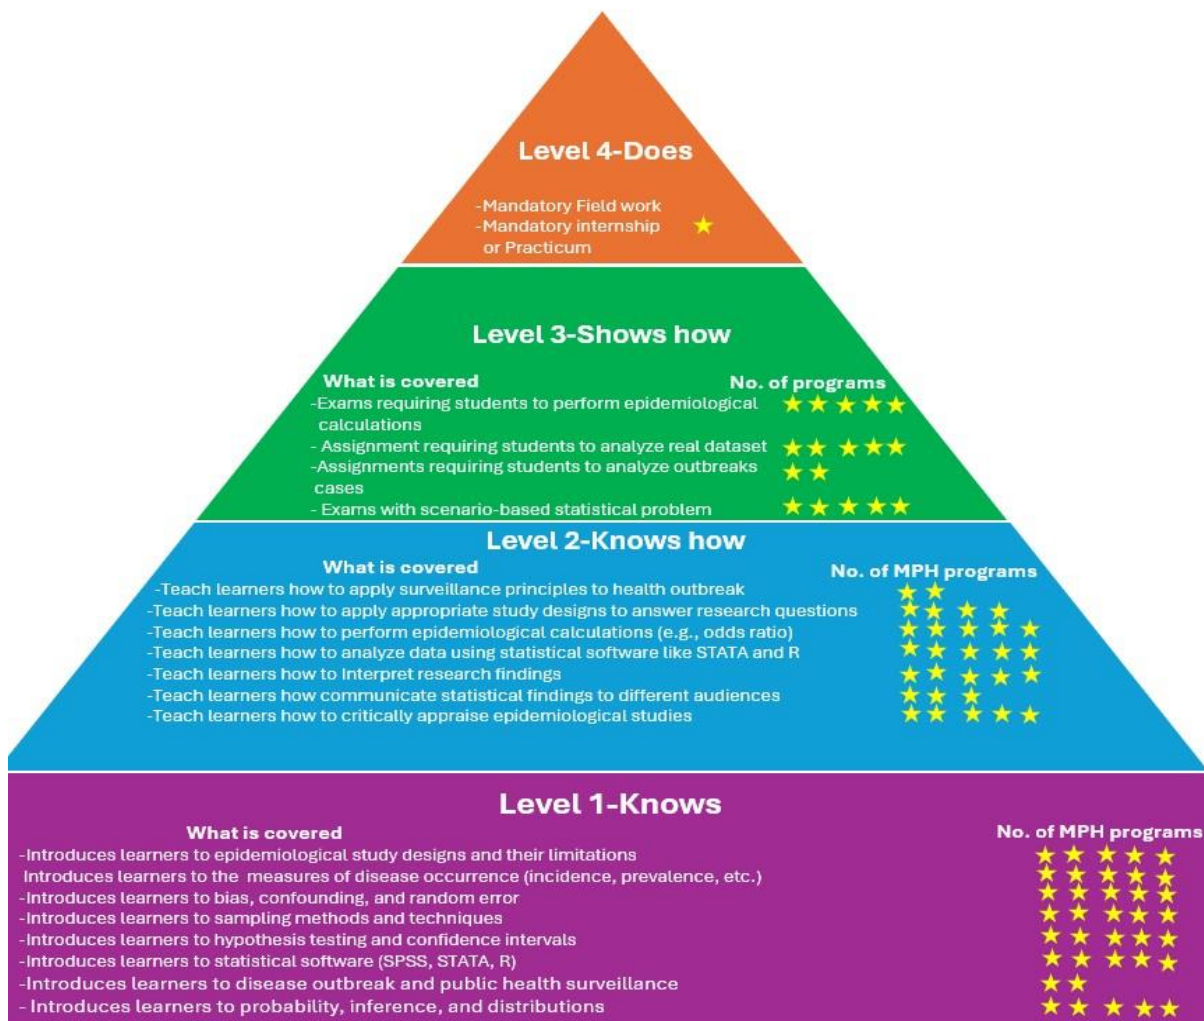 Level 4-Does
-Mandatory Field work
-Mandatory internship
or Practicum
Level 3-Shows how
What is covered No. of programs
-Exams requiring students to perform epidemiological
calculations
- Assignment requiring students to analyze real dataset
-Assignments requiring students to analyze outbreaks
cases
- Exams with scenario-based statistical problem
Level 2-Knows how
What is covered No. of MPH programs
-Teach learners how to apply surveillance principles to health outbreak
-Teach learners how to apply appropriate study designs to answer research questions
-Teach learners how to perform epidemiological calculations (e.g., odds ratio)
-Teach learners how to analyze data using statistical software like STATA and R
-Teach learners how to Interpret research findings
-Teach learners how communicate statistical findings to different audiences
-Teach learners how to critically appraise epidemiological studies
Level 1-Knows
What is covered No. of MPH programs
-Introduces learners to epidemiological study designs and their limitations
Introduces learners to the measures of disease occurrence (incidence, prevalence, etc.)
-Introduces learners to bias, confounding, and random error
-Introduces learners to sampling methods and techniques
-Introduces learners to hypothesis testing and confidence intervals
-Introduces learners to statistical software (SPSS, STATA, R)
-Introduces learners to disease outbreak and public health surveillance
- Introduces learners to probability, inference, and distributions